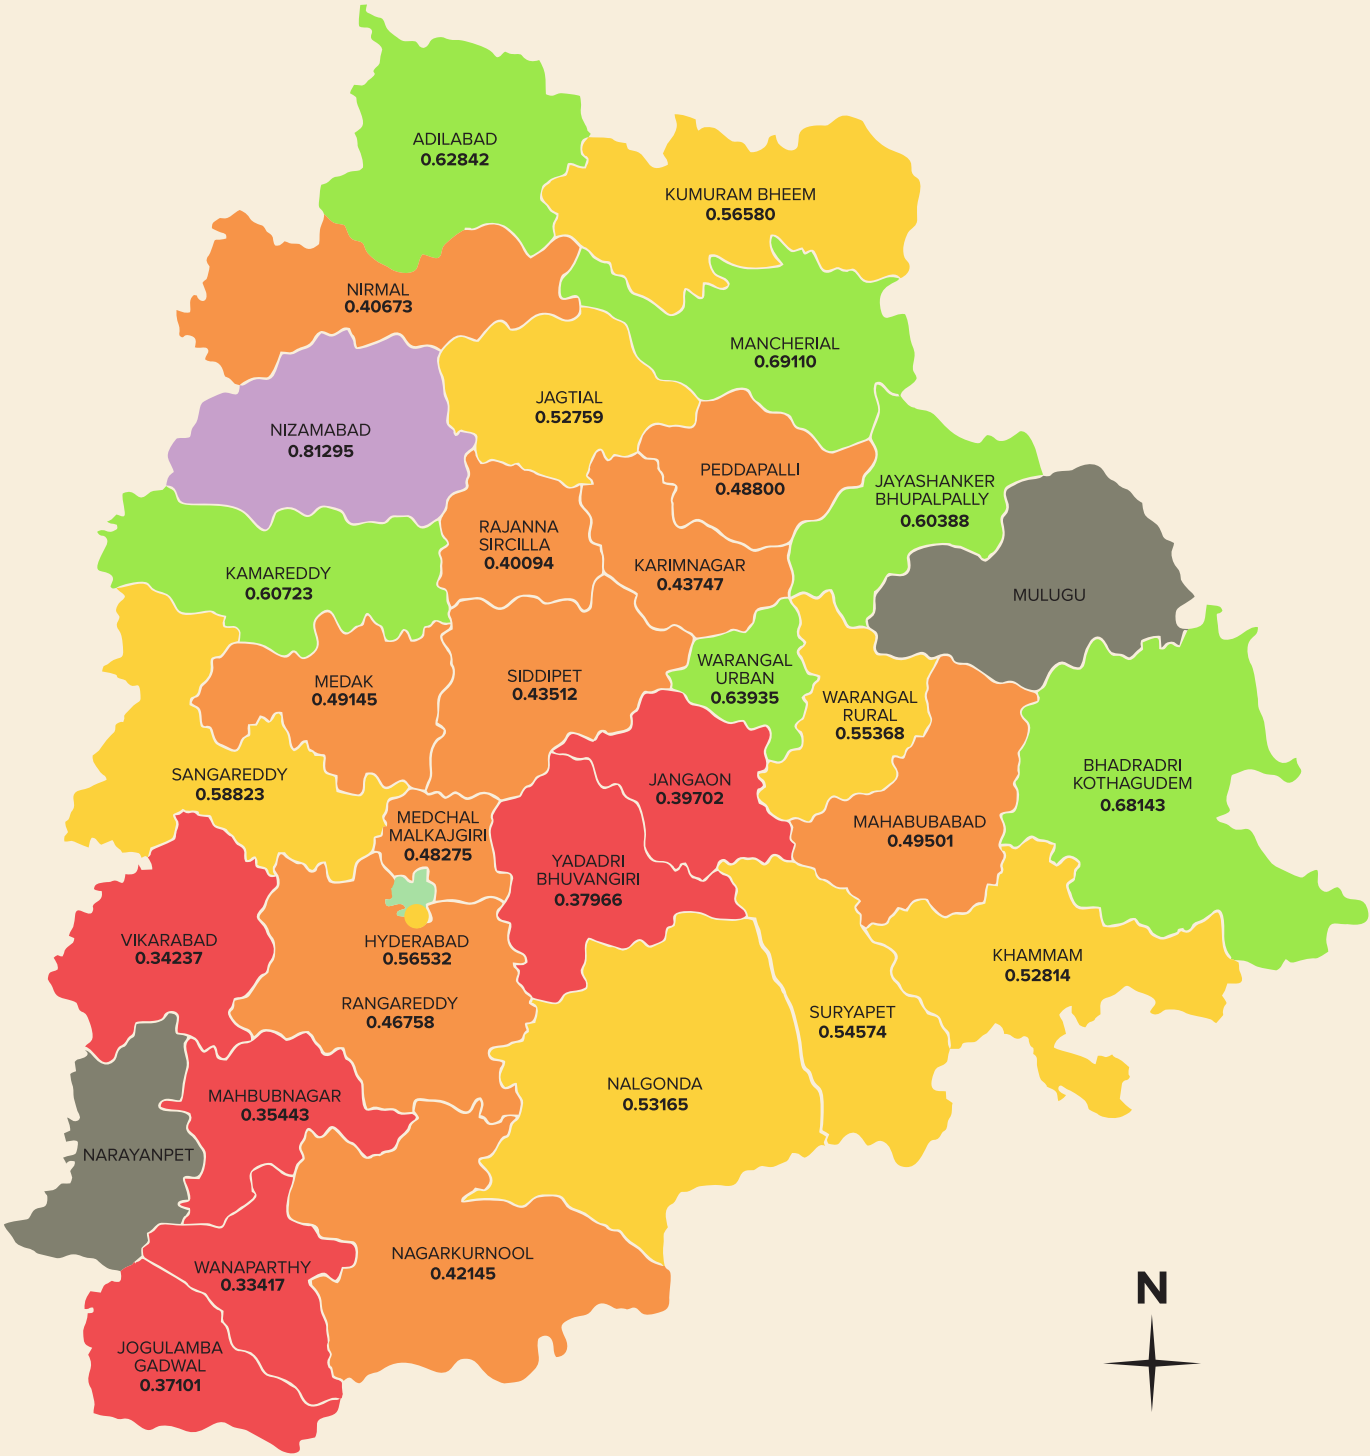 ADILABAD
0.62842
KUMURAM BHEEM
0.56580
NIRMAL
0.40673
MANCHERIAL
0.69110
JAGTIAL
0.52759
NIZAMABAD
0.81295
PEDDAPALLI
0.48800
JAYASHANKER
BHUPALPALLY
0.60388
RAJANNA
SIRCILLA
0.40094
KARIMNAGAR
0.43747
KAMAREDDY
0.60723
MULUGU
WARANGAL
URBAN
0.63935
SIDDIPET
0.43512
MEDAK
0.49145
WARANGAL
RURAL
0.55368
SANGAREDDY
0.58823
JANGAON
0.39702
BHADRADRI
KOTHAGUDEM
0.68143
MEDCHAL
MALKAJGIRI
0.48275
MAHABUBABAD
0.49501
YADADRI
BHUVANGIRI
0.37966
VIKARABAD
0.34237
HYDERABAD
0.56532
KHAMMAM
0.52814
RANGAREDDY
0.46758
SURYAPET
0.54574
NALGONDA
0.53165
MAHBUBNAGAR
0.35443
NARAYANPET
NAGARKURNOOL
0.42145
WANAPARTHY
0.33417
N
JOGULAMBA
GADWAL
0.37101